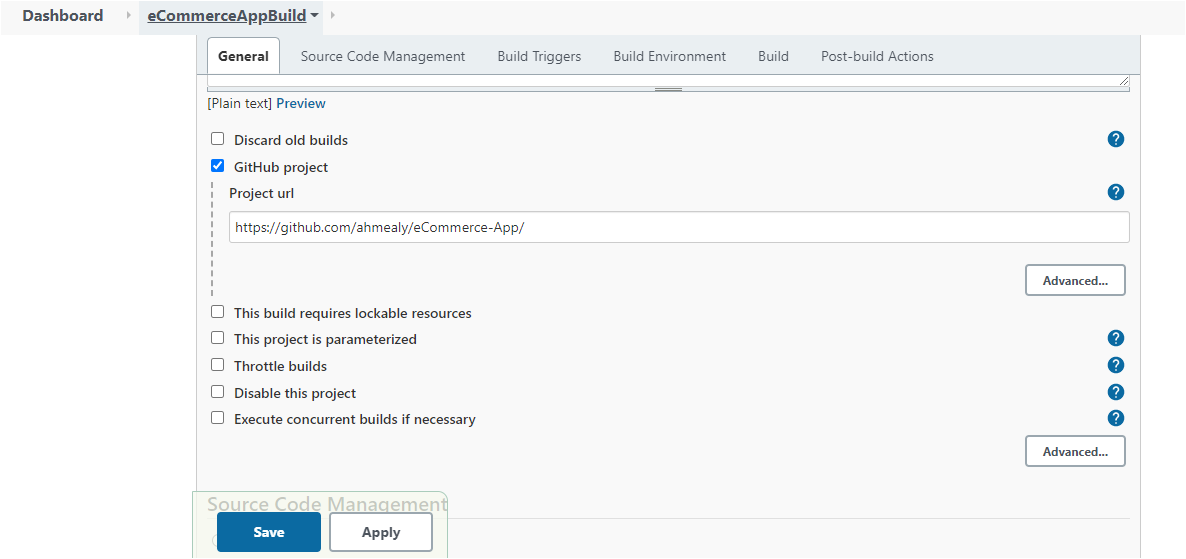 Dashboard eCommerceAppBuild
General Source Code Management Build Triggers Build Environment Build Post-build Actions
[Plain text] Preview
Discard old builds ?
GitHub project
Project url ?
https://github.com/ahmealy/eCommerce-App/
Advanced...
This build requires lockable resources
This project is parameterized ?
Throttle builds ?
Disable this project ?
Execute concurrent builds if necessary ?
Advanced...
Source Code Management
Save Apply